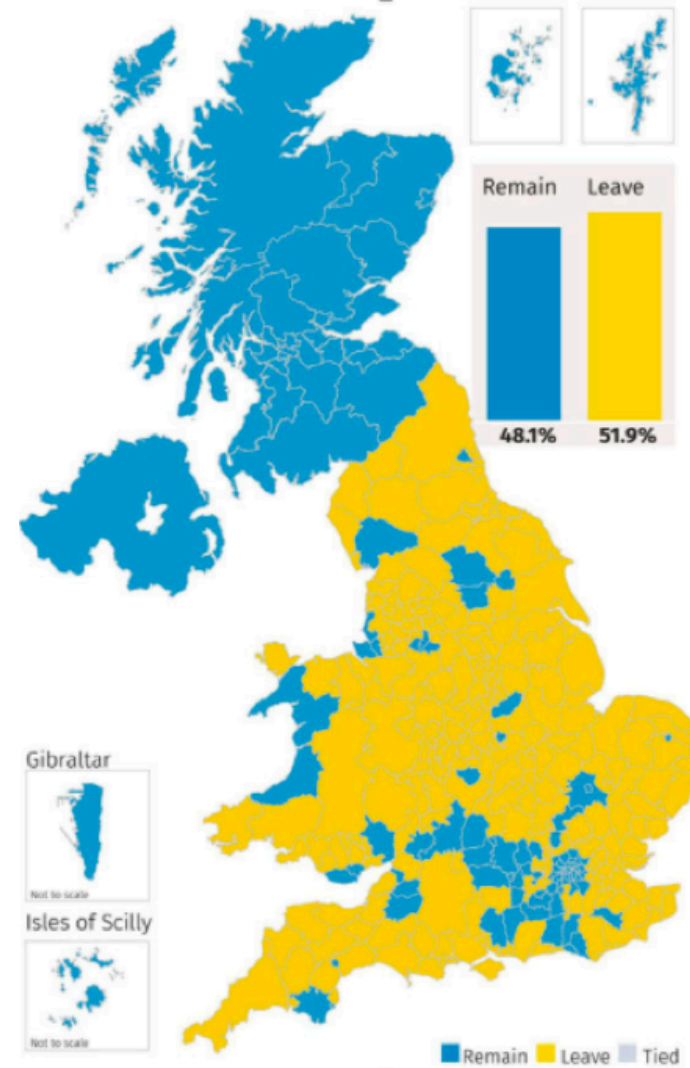 Remain Leave
48.1% 51.9%
Gibraltar
Not to scale
Isles of Scilly
Not to scale
Remain Leave Tied